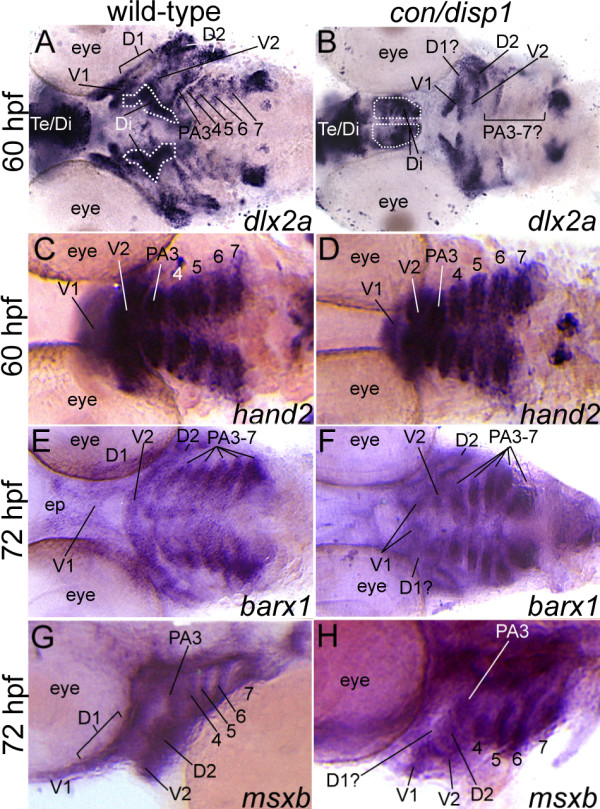 wild-type
con/disp1
60 hpf
A
eye
D1
D2
V2
V1
Te/Di
Di
PA3
4
5
6
7
eye
dlx2a
B
eye
D1?
D2
V2
V1
Te/Di
Di
PA3-7?
eye
dlx2a
60 hpf
C
eye
V2
PA3
4
5
6
7
V1
eye
hand2
D
eye
V2
PA3
4
5
6
7
V1
eye
hand2
72 hpf
E
eye
D1
V2
D2
PA3-7
ep
V1
eye
barx1
F
eye
V2
D2
PA3-7
V1
D1?
eye
barx1
72 hpf
G
eye
PA3
D1
7
6
5
4
V1
D2
V2
msxb
H
eye
PA3
D1?
V1
V2
D2
4
5
6
7
msxb